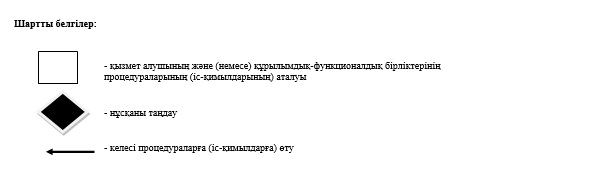 Шартты белгілер:
- қызмет алушының және (немесе) құрылымдық-функционалдық бірліктерінің
процедураларының (іс-қимылдарының) аталуы
- нұсқаны таңдау
- келесі процедураларға (іс-қимылдарға) өту